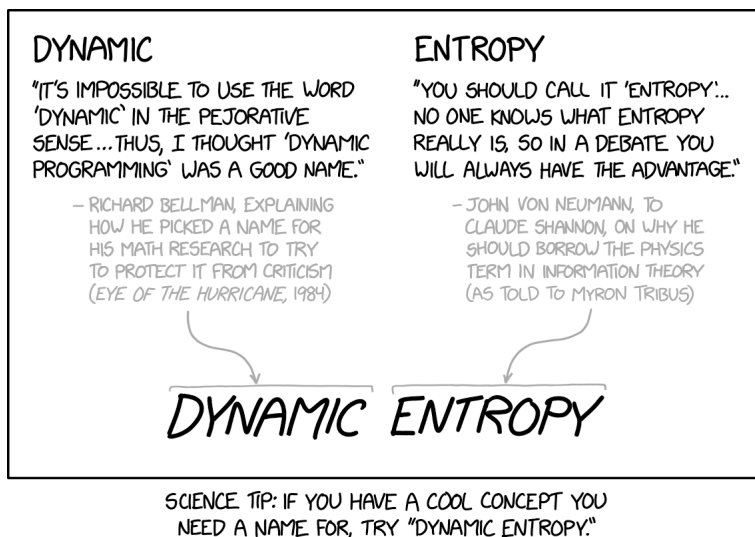 DYNAMIC
"IT'S IMPOSSIBLE TO USE THE WORD
'DYNAMIC' IN THE PEJORATIVE
SENSE...THUS, I THOUGHT 'DYNAMIC
PROGRAMMING' WAS A GOOD NAME."
– RICHARD BELLMAN, EXPLAINING
HOW HE PICKED A NAME FOR
HIS MATH RESEARCH TO TRY
TO PROTECT IT FROM CRITICISM
(EYE OF THE HURRICANE, 1984)
ENTROPY
"YOU SHOULD CALL IT 'ENTROPY'...
NO ONE KNOWS WHAT ENTROPY
REALLY IS, SO IN A DEBATE YOU
WILL ALWAYS HAVE THE ADVANTAGE."
– JOHN VON NEUMANN, TO
CLAUDE SHANNON, ON WHY HE
SHOULD BORROW THE PHYSICS
TERM IN INFORMATION THEORY
(AS TOLD TO MYRON TRIBUS)
DYNAMIC ENTROPY
SCIENCE TIP: IF YOU HAVE A COOL CONCEPT YOU
NEED A NAME FOR, TRY "DYNAMIC ENTROPY."